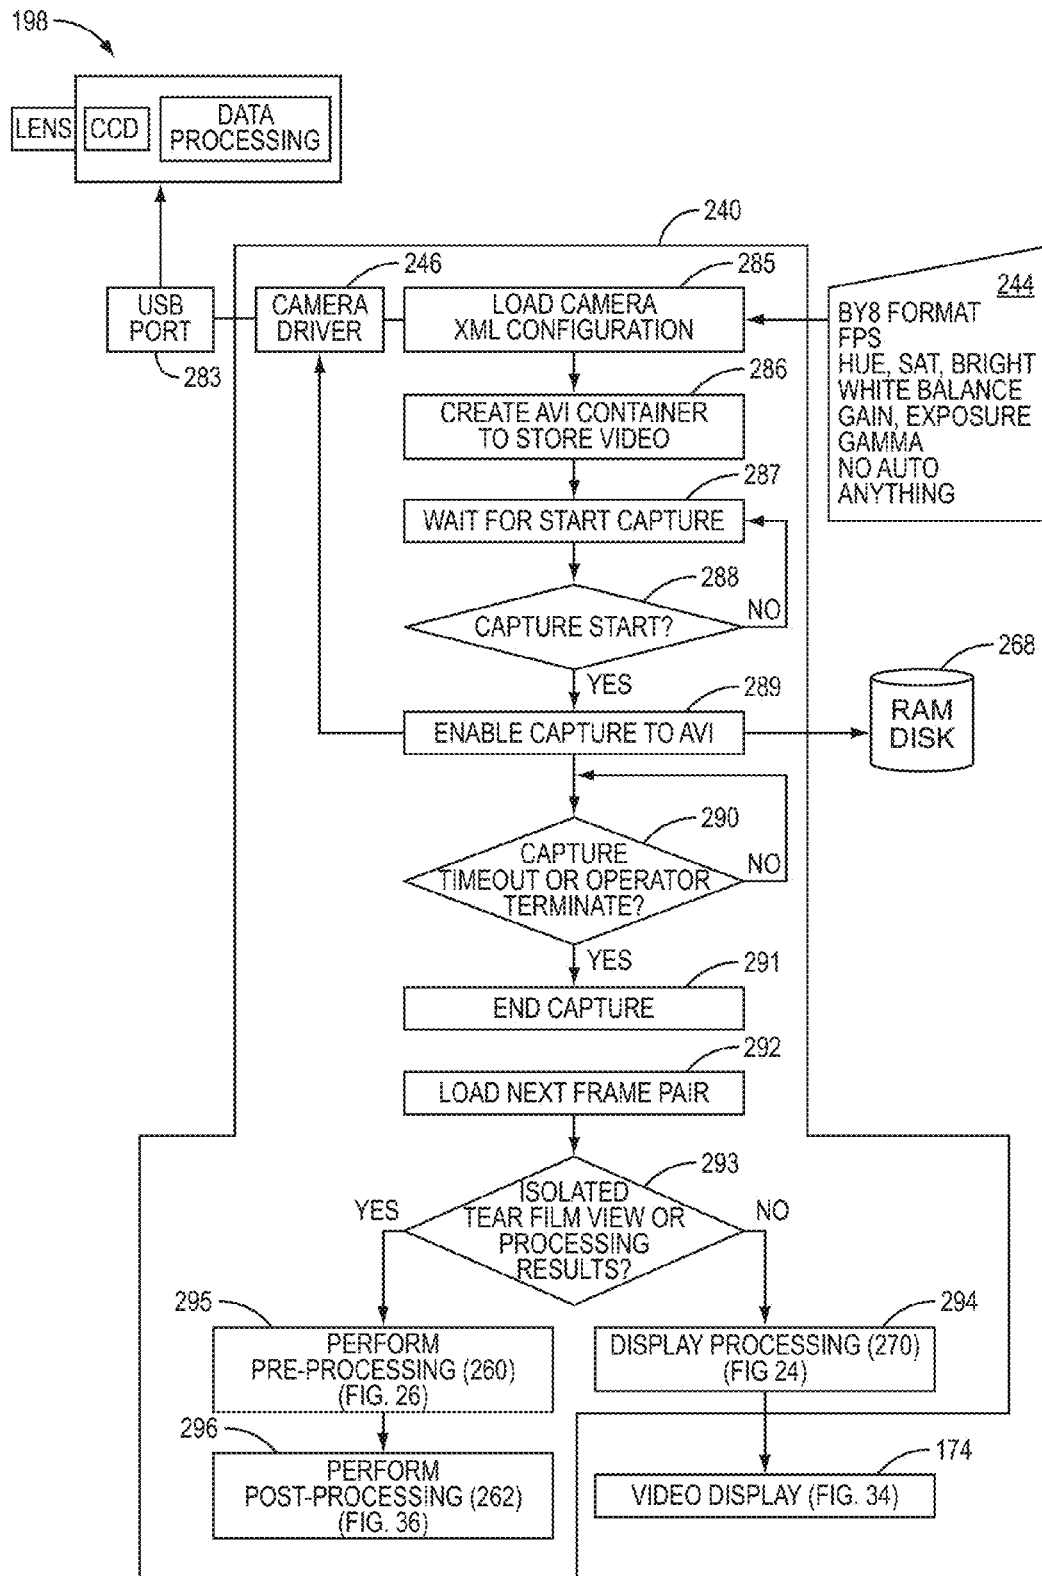 198
LENS
CCD
DATA
PROCESSING
240
246
285
244
USB
PORT
283
CAMERA
DRIVER
LOAD CAMERA
XML CONFIGURATION
BY8 FORMAT
FPS
HUE, SAT, BRIGHT
WHITE BALANCE
GAIN, EXPOSURE
GAMMA
NO AUTO
ANYTHING
286
CREATE AVI CONTAINER
TO STORE VIDEO
287
WAIT FOR START CAPTURE
288
CAPTURE START?
NO
YES
289
ENABLE CAPTURE TO AVI
268
RAM
DISK
290
CAPTURE
TIMEOUT OR OPERATOR
TERMINATE?
NO
YES
291
END CAPTURE
292
LOAD NEXT FRAME PAIR
293
ISOLATED
TEAR FILM VIEW OR
PROCESSING
RESULTS?
YES
NO
295
PERFORM
PRE-PROCESSING (260)
(FIG. 26)
294
DISPLAY PROCESSING (270)
(FIG 24)
296
PERFORM
POST-PROCESSING (262)
(FIG. 36)
174
VIDEO DISPLAY (FIG. 34)